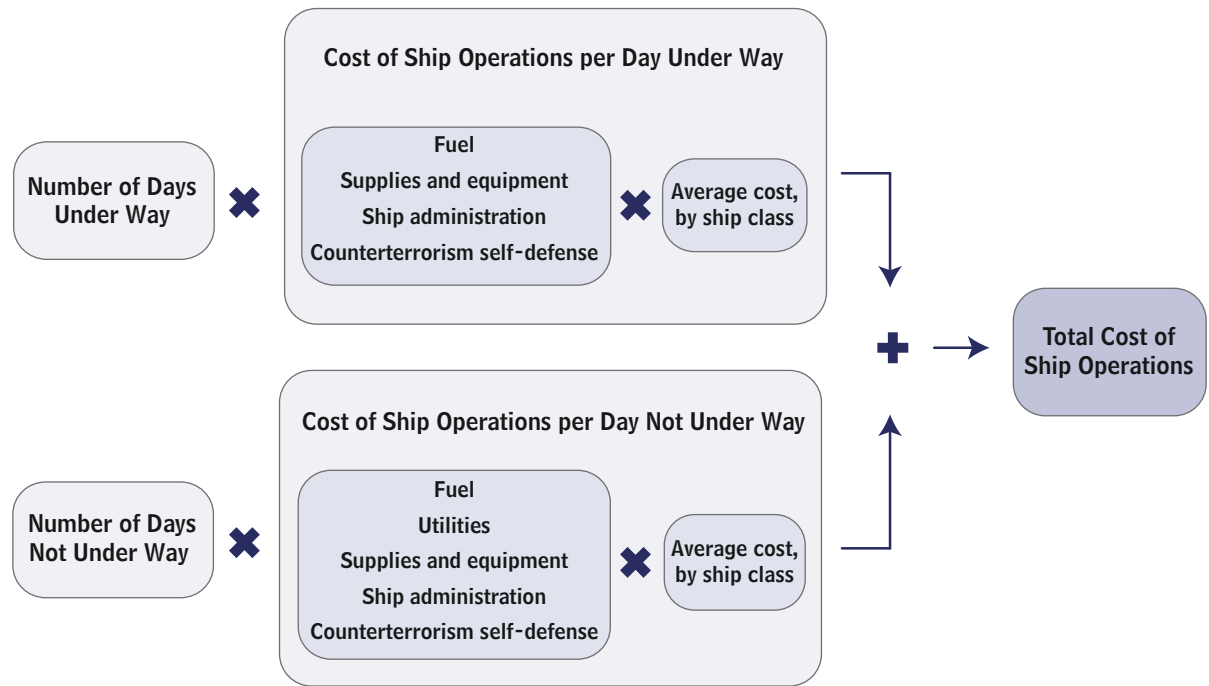 Cost of Ship Operations per Day Under Way
Number of Days
Under Way
Fuel
Supplies and equipment
Ship administration
Counterterrorism self-defense
Average cost,
by ship class
Total Cost of
Ship Operations
Cost of Ship Operations per Day Not Under Way
Number of Days
Not Under Way
Fuel
Utilities
Supplies and equipment
Ship administration
Counterterrorism self-defense
Average cost,
by ship class